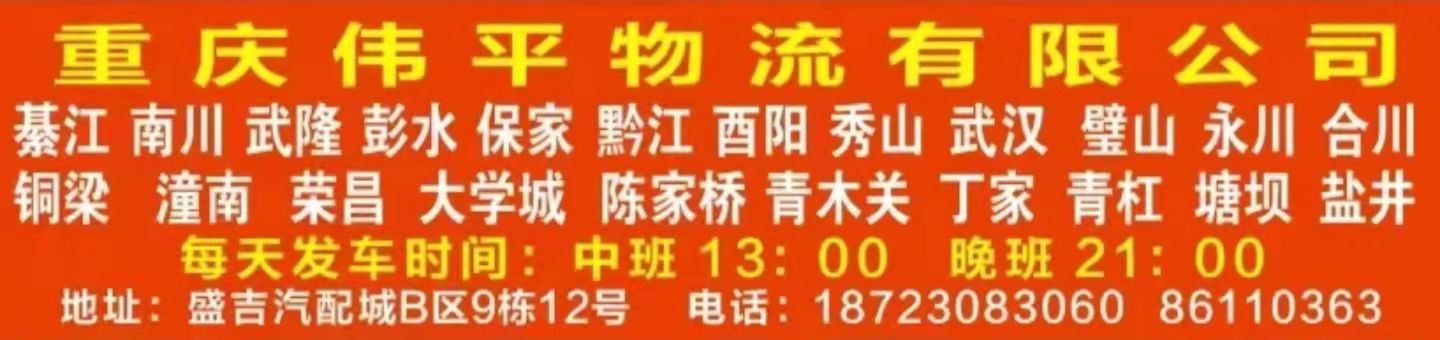 重庆伟平物流有限公司
綦江 南川 武隆 彭水 保家 黔江 酉阳 秀山 武汉 璧山 永川 合川
铜梁 潼南 荣昌 大学城 陈家桥 青木关 丁家 青杠 塘坝 盐井
每天发车时间：中班 13：00 晚班 21：00
地址：盛吉汽配城B区9栋12号 电话：18723083060 86110363